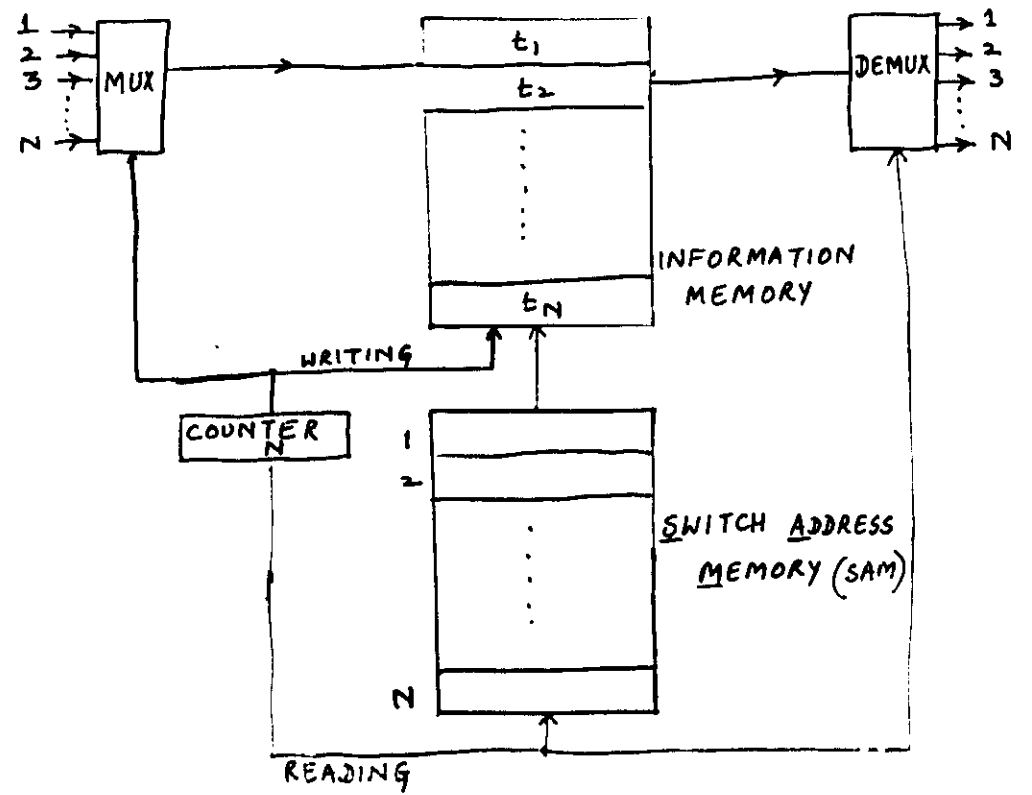 1
2
3
N
MUX
t1
t2
tN
DEMUX
1
2
3
N
INFORMATION
MEMORY
WRITING
COUNTER
N
1
2
N
SWITCH ADDRESS
MEMORY (SAM)
READING